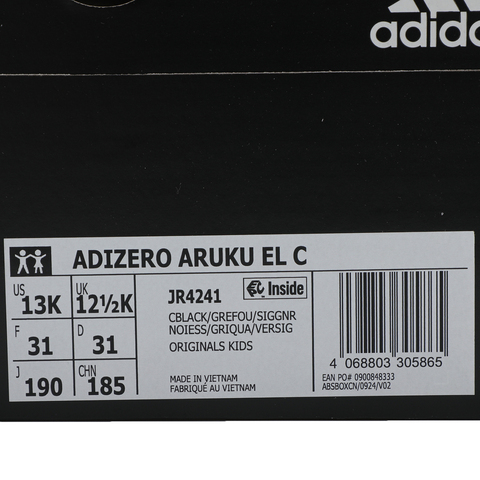 adidas
ADIZERO ARUKU EL C
US 13K UK 12½K
F 31 D 31
J 190 CHN 185
JR4241 Inside
CBLACK/GREFOU/SIGGNR
NOIESS/GRIQUA/VERSIG
ORIGINALS KIDS
MADE IN VIETNAM
FABRIQUÉ AU VIETNAM
4 068803 305865
EAN PO# 0900848333
ABSBOXCN/0924/V02